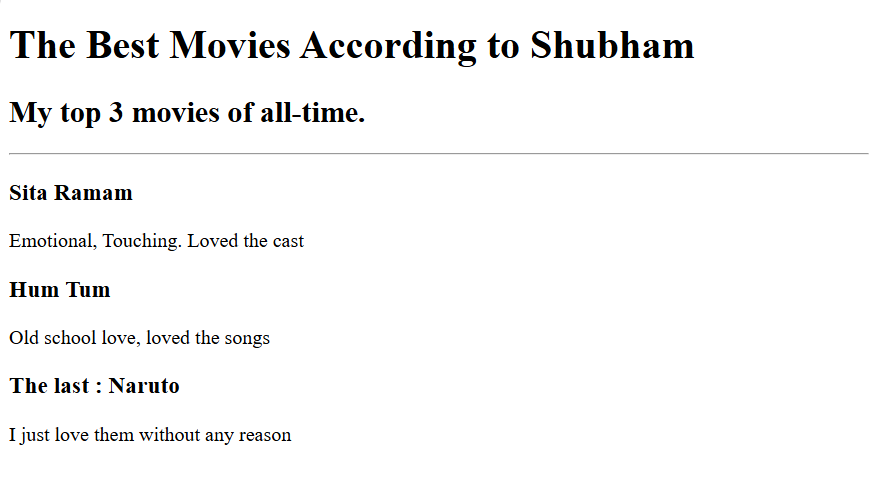 The Best Movies According to Shubham
My top 3 movies of all-time.
Sita Ramam
Emotional, Touching. Loved the cast
Hum Tum
Old school love, loved the songs
The last : Naruto
I just love them without any reason